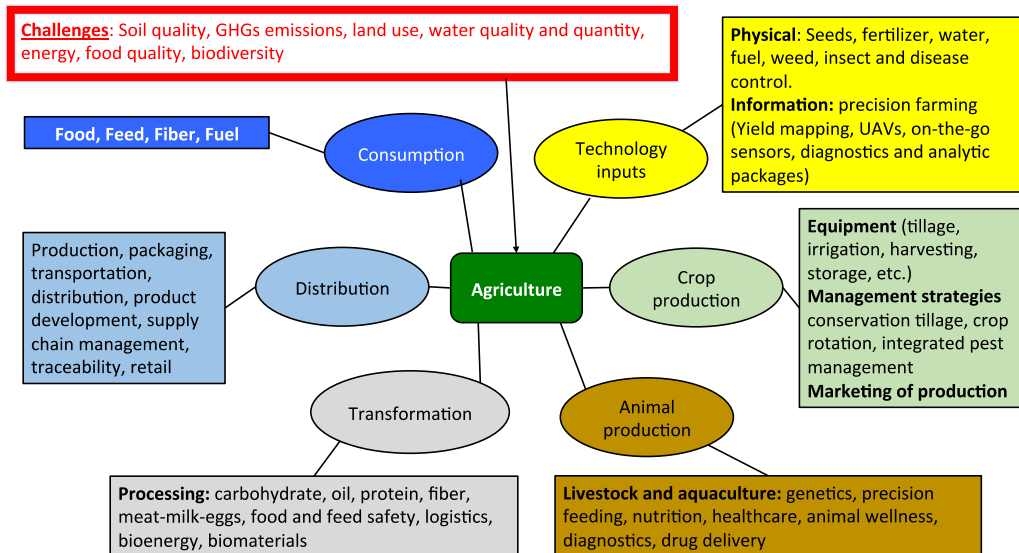 Challenges: Soil quality, GHGs emissions, land use, water quality and quantity,
energy, food quality, biodiversity
Physical: Seeds, fertilizer, water,
fuel, weed, insect and disease
control.
Information: precision farming
(Yield mapping, UAVs, on-the-go
sensors, diagnostics and analytic
packages)
Food, Feed, Fiber, Fuel
Consumption
Technology
inputs
Production, packaging,
transportation,
distribution, product
development, supply
chain management,
traceability, retail
Distribution
Agriculture
Crop
production
Equipment (tillage,
irrigation, harvesting,
storage, etc.)
Management strategies
conservation tillage, crop
rotation, integrated pest
management
Marketing of production
Transformation
Animal
production
Processing: carbohydrate, oil, protein, fiber,
meat-milk-eggs, food and feed safety, logistics,
bioenergy, biomaterials
Livestock and aquaculture: genetics, precision
feeding, nutrition, healthcare, animal wellness,
diagnostics, drug delivery